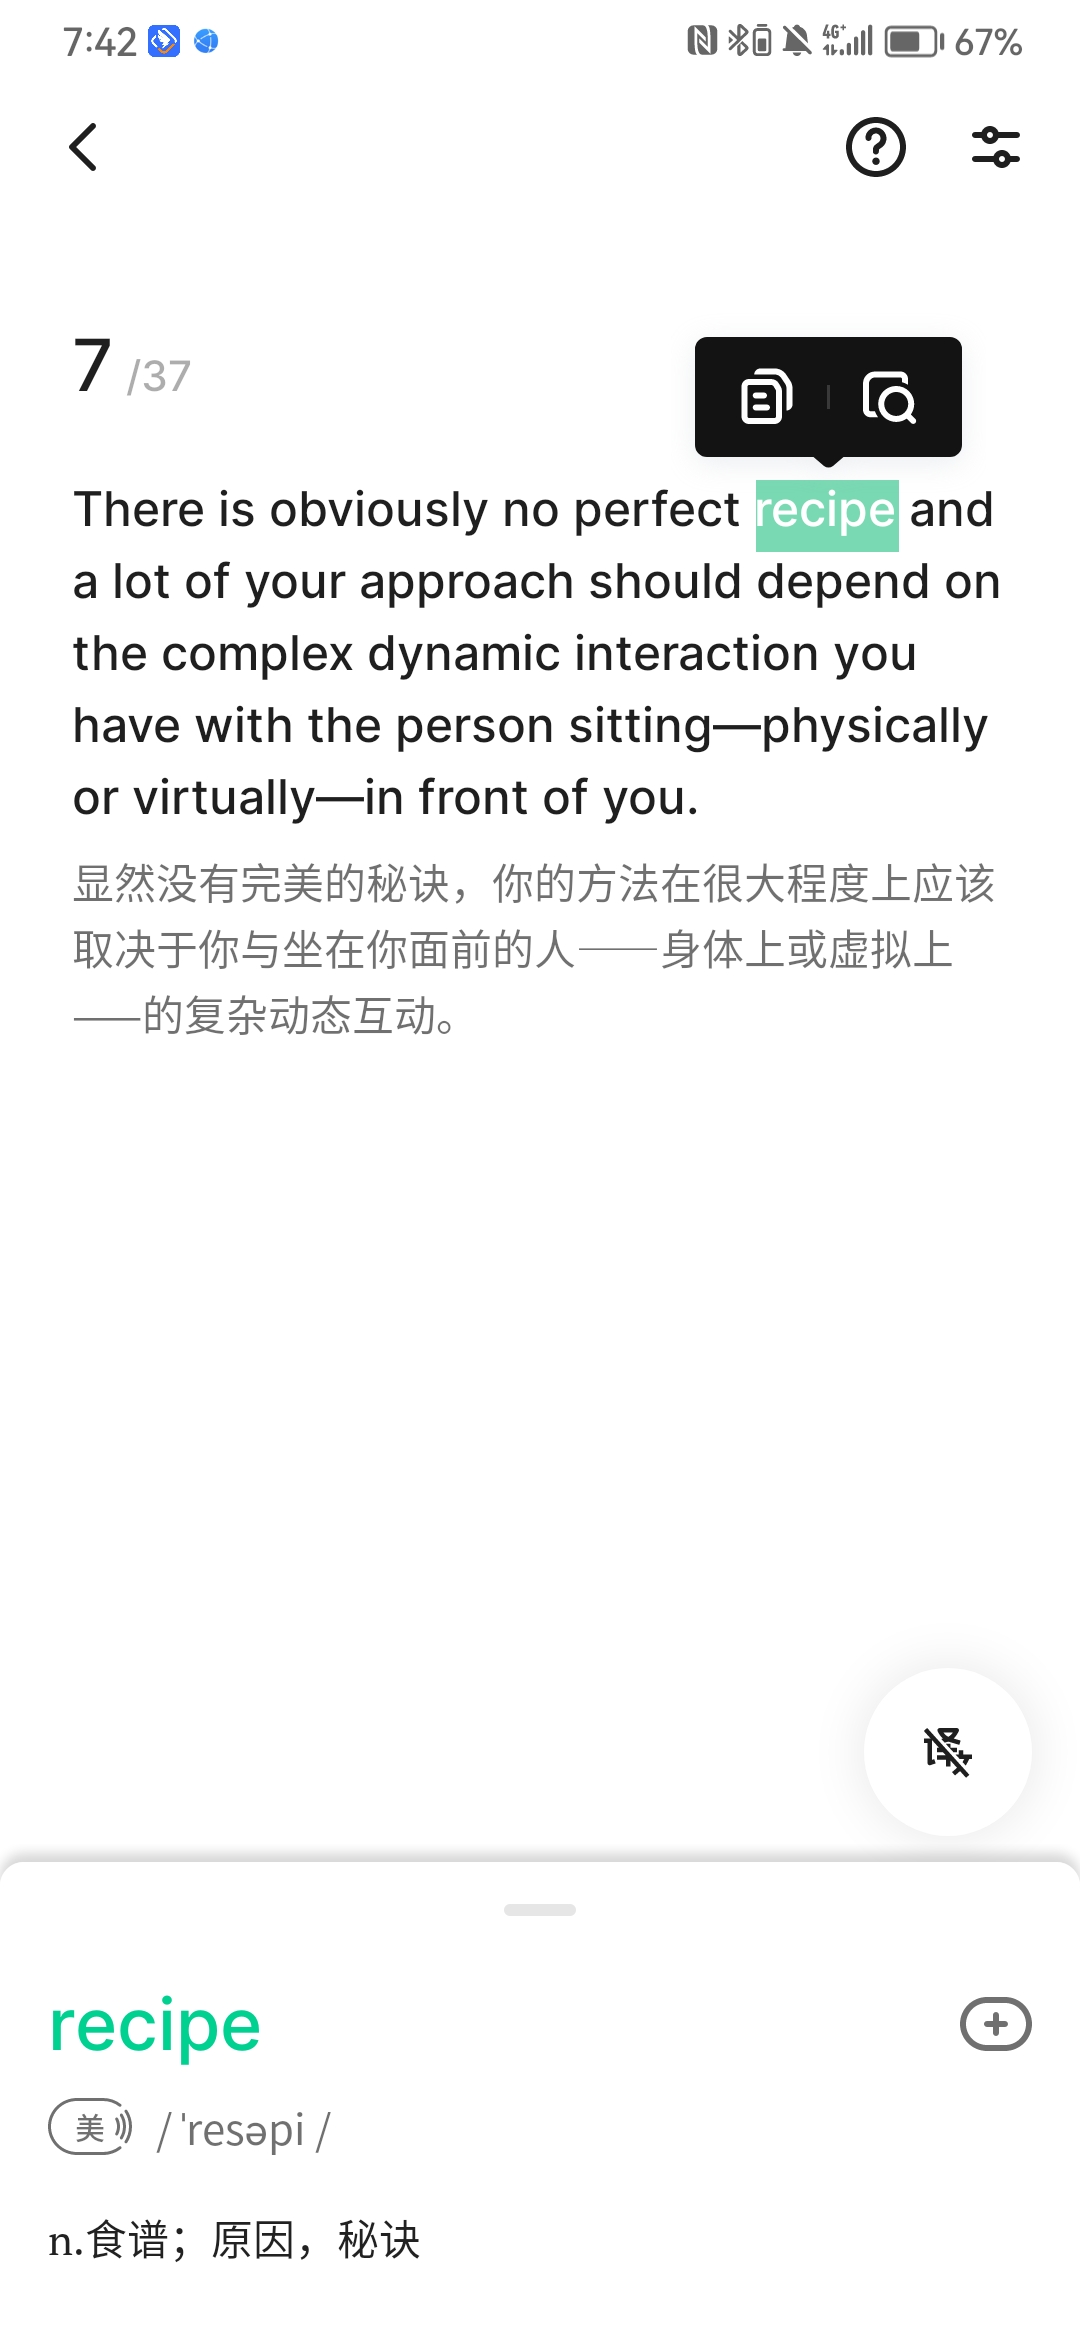 7:42 4G+ 67%
7 /37
There is obviously no perfect recipe and
a lot of your approach should depend on
the complex dynamic interaction you
have with the person sitting—physically
or virtually—in front of you.
显然没有完美的秘诀，你的方法在很大程度上应该
取决于你与坐在你面前的人——身体上或虚拟上
——的复杂动态互动。
译
recipe
美 / ˈresəpi /
n.食谱；原因，秘诀